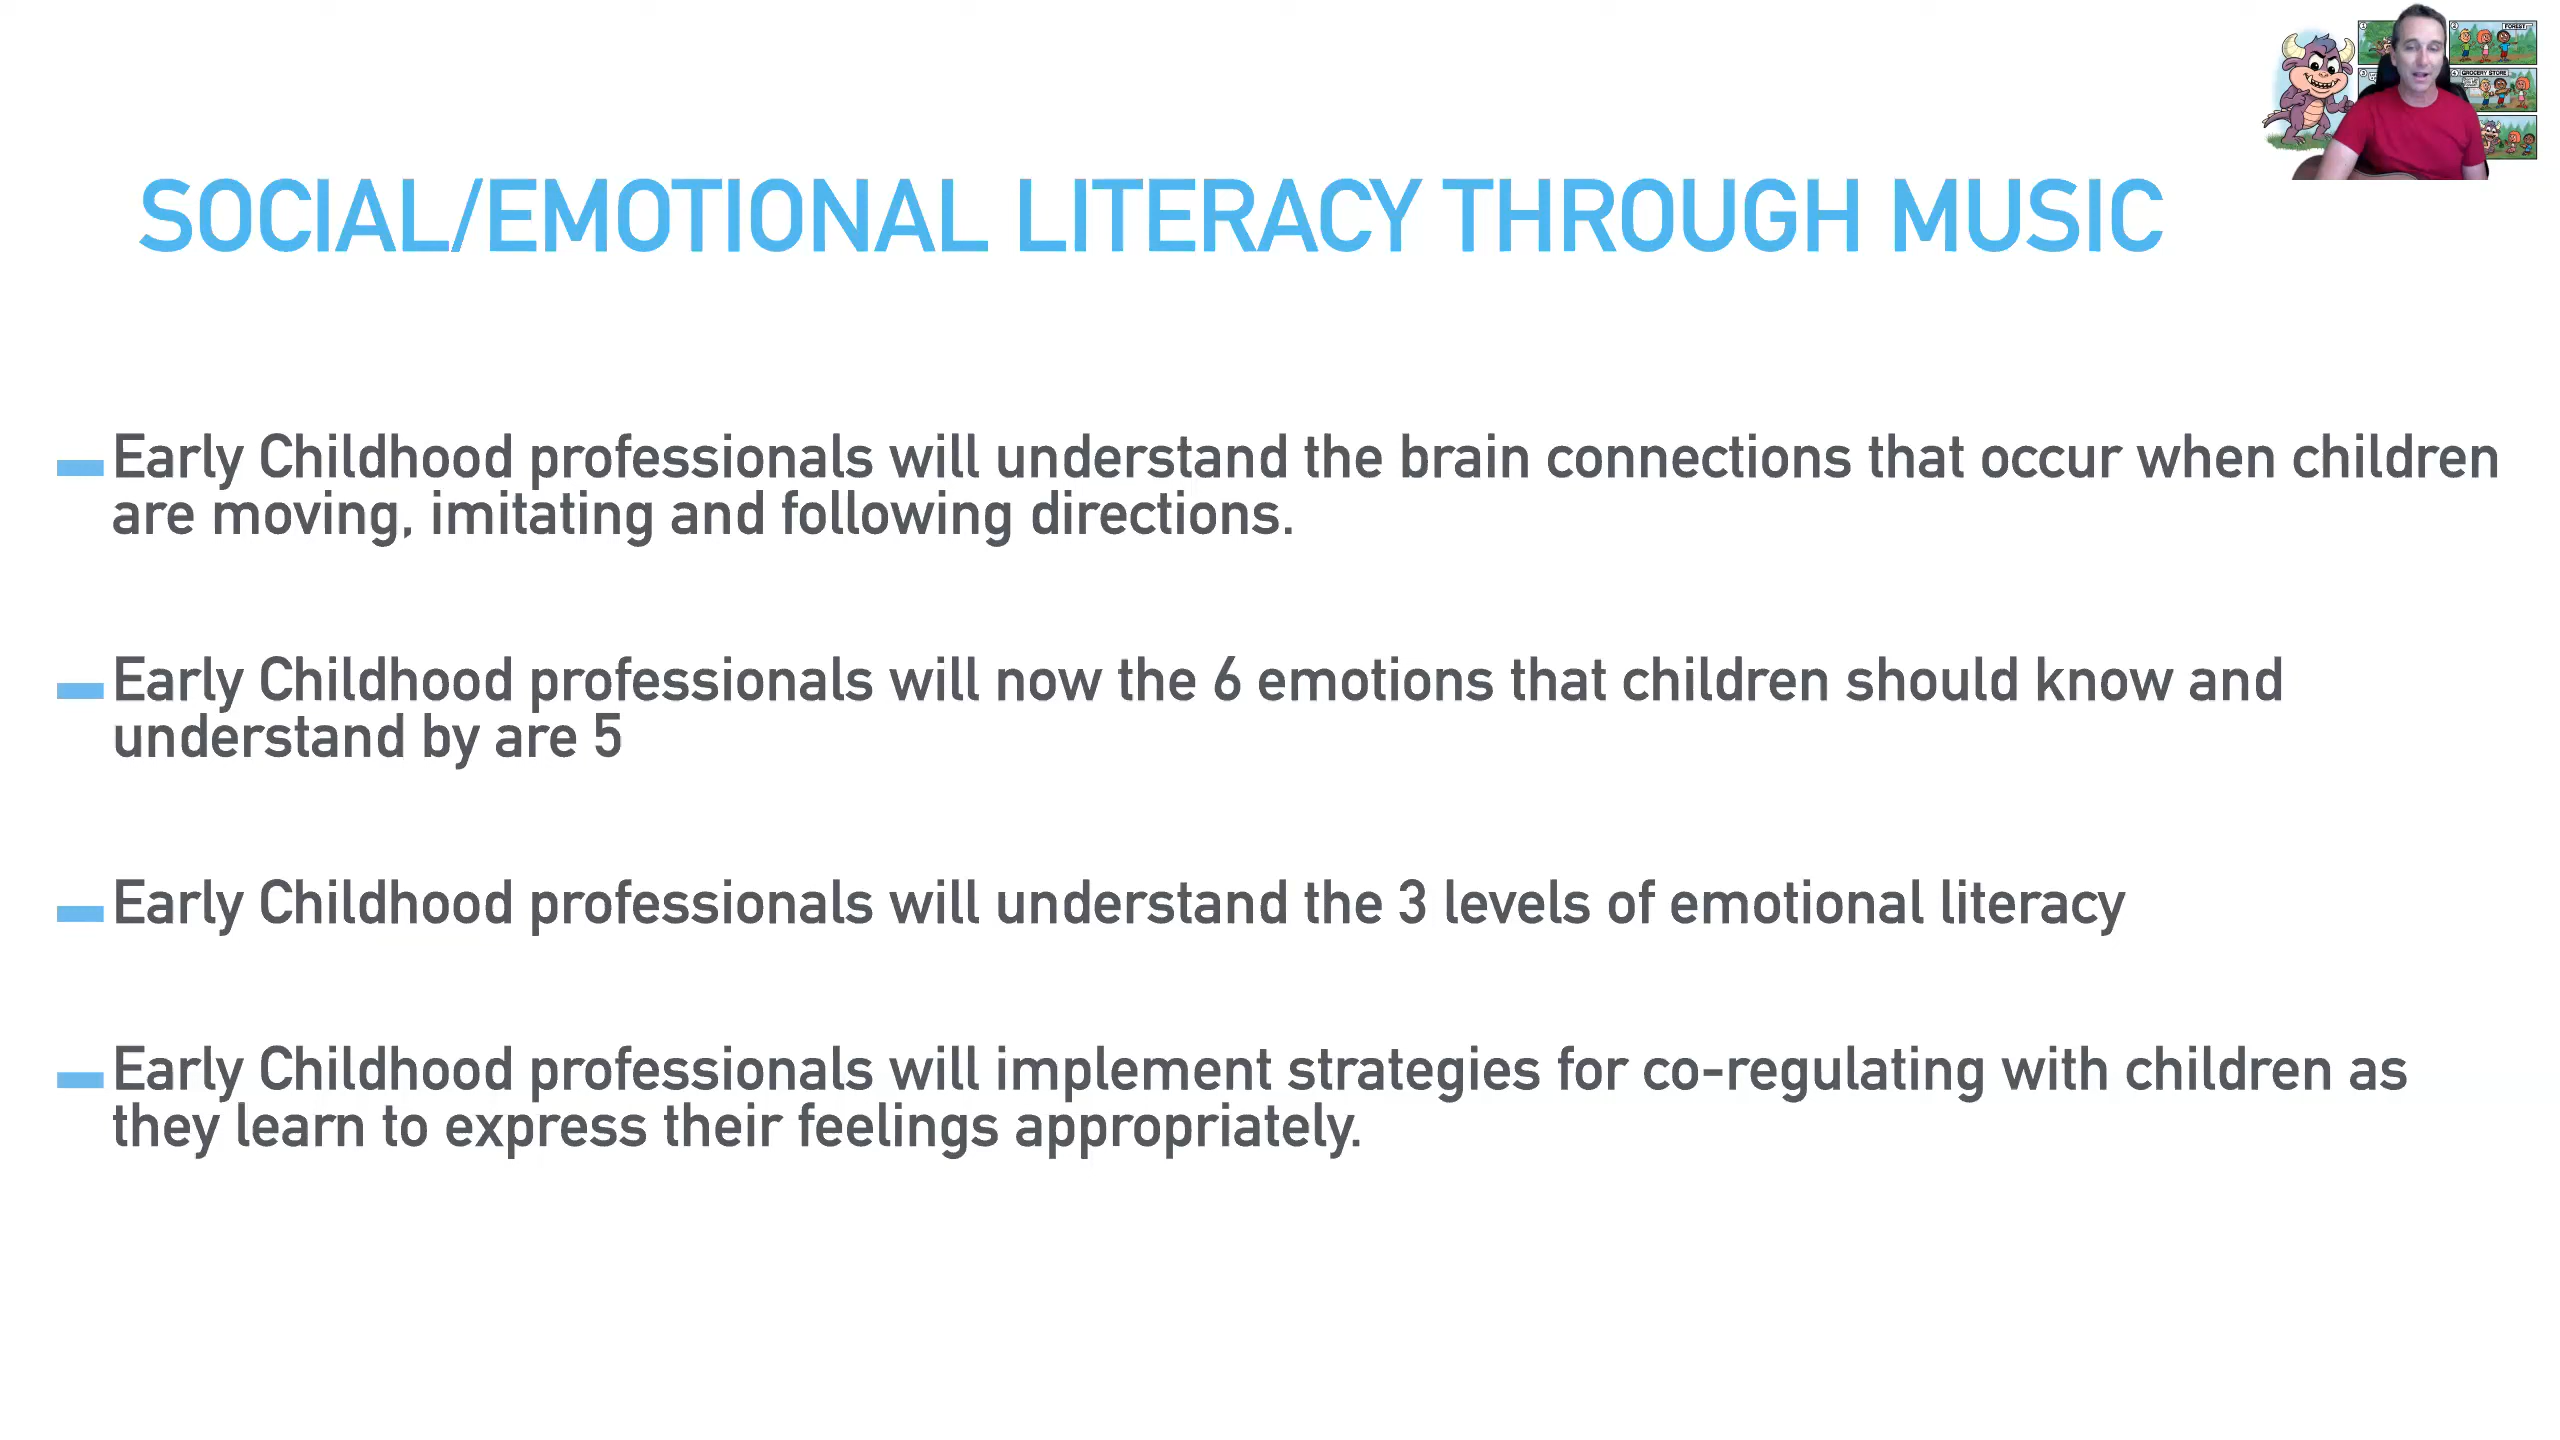 FOREST
GROCERY STORE
SOCIAL/EMOTIONAL LITERACY THROUGH MUSIC
Early Childhood professionals will understand the brain connections that occur when children
are moving, imitating and following directions.
Early Childhood professionals will now the 6 emotions that children should know and
understand by are 5
Early Childhood professionals will understand the 3 levels of emotional literacy
Early Childhood professionals will implement strategies for co-regulating with children as
they learn to express their feelings appropriately.